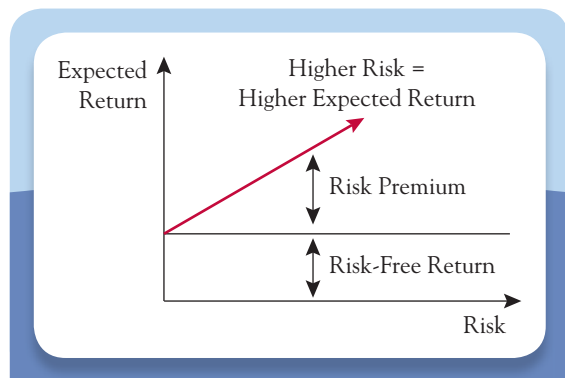 Expected
Return
Higher Risk =
Higher Expected Return
Risk Premium
Risk-Free Return
Risk